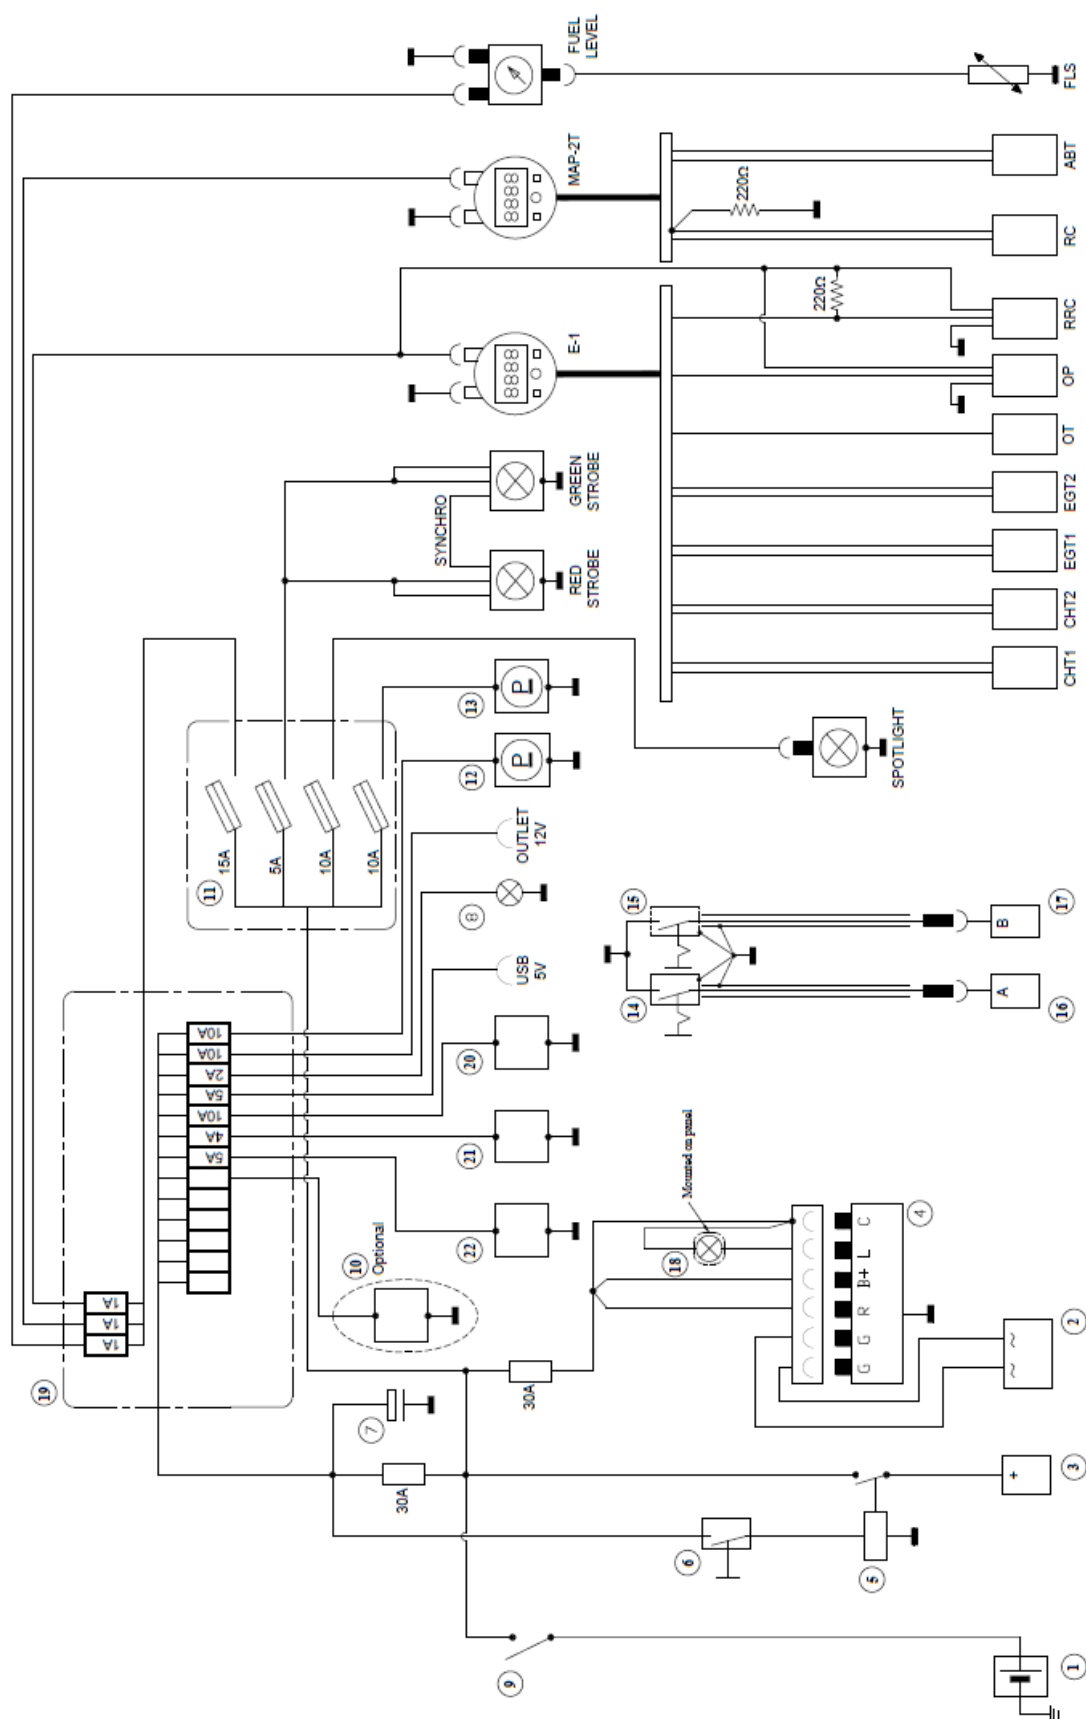 FUEL
LEVEL
FLS
MAP-2T
8888
220Ω
ABT
RC
E-1
8888
220Ω
RRC
OP
OT
EGT2
EGT1
CHT2
CHT1
SYNCHRO
GREEN
STROBE
RED
STROBE
13
P
12
P
SPOTLIGHT
11
15A
5A
10A
10A
OUTLET
12V
8
USB
5V
20
21
22
10
Optional
19
10A
10A
2A
5A
10A
4A
5A
1A
1A
1A
15
14
B
17
A
16
Mounted on panel
18
C
L
B+
R
G
G
4
~
~
2
30A
7
30A
+
3
6
5
9
1